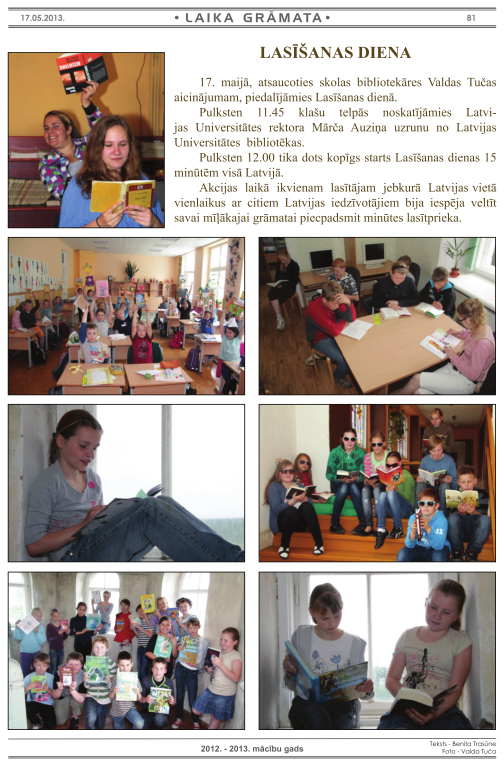 17.05.2013.
• LAIKA GRĀMATA •
81
LASĪŠANAS DIENA
17. maijā, atsaucoties skolas bibliotekāres Valdas Tučas
aicinājumam, piedalījāmies Lasīšanas dienā.
Pulksten 11.45 klašu telpās noskatījāmies Latvi-
jas Universitātes rektora Mārča Auziņa uzrunu no Latvijas
Universitātes bibliotēkas.
Pulksten 12.00 tika dots kopīgs starts Lasīšanas dienas 15
minūtēm visā Latvijā.
Akcijas laikā ikvienam lasītājam jebkurā Latvijas vietā
vienlaikus ar citiem Latvijas iedzīvotājiem bija iespēja veltīt
savai mīļākajai grāmatai piecpadsmit minūtes lasītprieka.
2012. - 2013. mācību gads
Teksts - Benita Trasūne
Foto - Valda Tuča